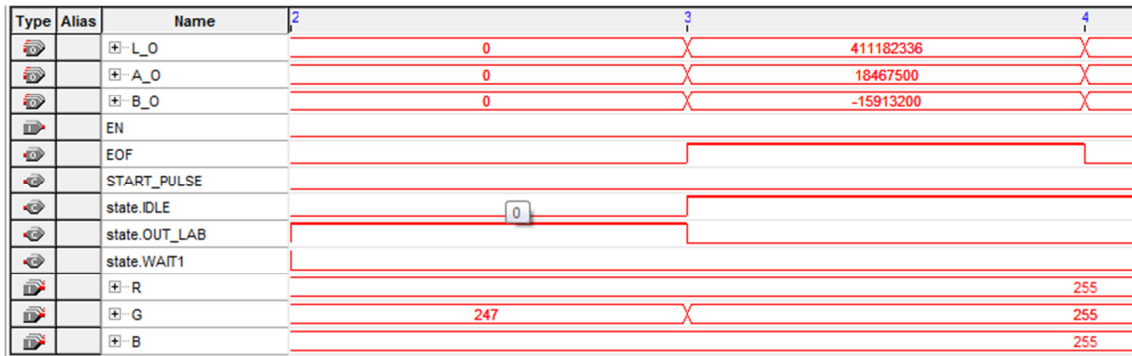 Type Alias Name 2 3 4
L_O 0 411182336
A_O 0 18467500
B_O 0 -15913200
EN
EOF
START_PULSE
state.IDLE 0
state.OUT_LAB
state.WAIT1
R 255
G 247 255
B 255